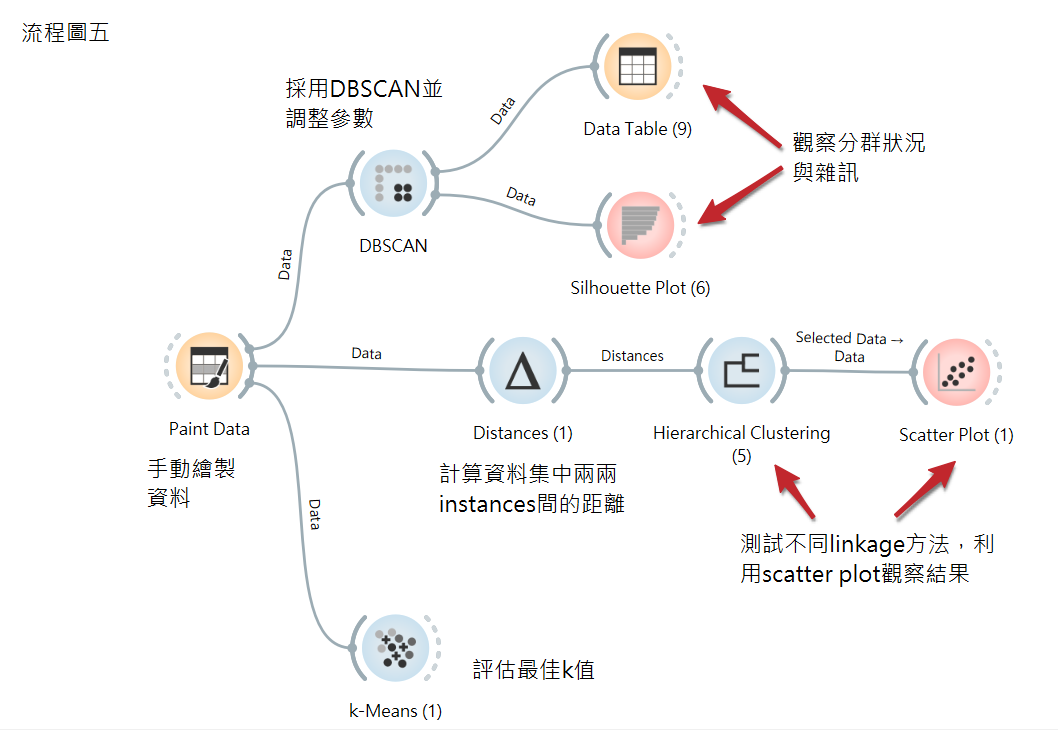 流程圖五
採用DBSCAN並
調整參數
Data
Data Table (9)
觀察分群狀況
與雜訊
Data
DBSCAN
Data
Silhouette Plot (6)
Data
Distances
Selected Data →
Data
Paint Data
Distances (1)
Hierarchical Clustering
(5)
Scatter Plot (1)
手動繪製
資料
計算資料集中兩兩
instances間的距離
Data
測試不同linkage方法，利
用scatter plot觀察結果
評估最佳k值
k-Means (1)